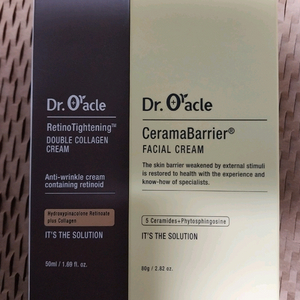 Dr. Oracle
RetinoTightening™
DOUBLE COLLAGEN
CREAM
Anti-wrinkle cream
containing retinoid
Hydroxypinacolone Retinoate
plus Collagen
IT'S THE SOLUTION
50ml / 1.69 fl. oz.
Dr. Oracle
CeramaBarrier®
FACIAL CREAM
The skin barrier weakened by external stimuli
is restored to health with the experience and
know-how of specialists.
5 Ceramides+Phytosphingosine
IT'S THE SOLUTION
80g / 2.82 oz.